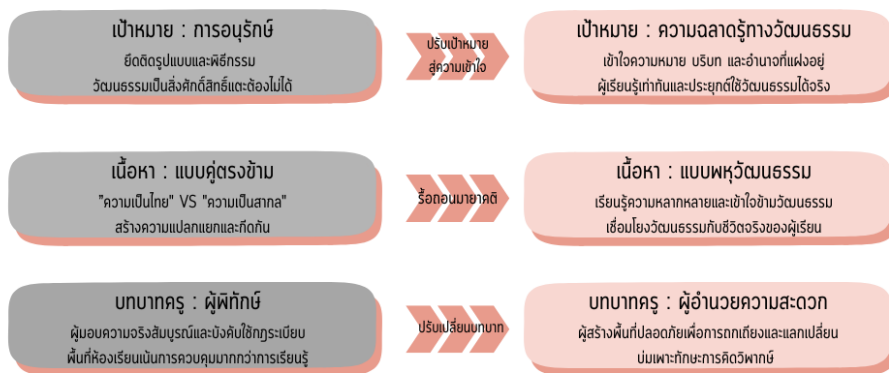 เป้าหมาย : การอนุรักษ์
ยึดติดรูปแบบและพิธีกรรม
วัฒนธรรมเป็นสิ่งศักดิ์สิทธิ์แตะต้องไม่ได้
ปรับเป้าหมาย
สู่ความเข้าใจ
เป้าหมาย : ความฉลาดรู้ทางวัฒนธรรม
เข้าใจความหมาย บริบท และอำนาจที่แฝงอยู่
ผู้เรียนรู้เท่าทันและประยุกต์ใช้วัฒนธรรมได้จริง
เนื้อหา : แบบคู่ตรงข้าม
"ความเป็นไทย" VS "ความเป็นสากล"
สร้างความแปลกแยกและกีดกัน
รื้อถอนมายาคติ
เนื้อหา : แบบพหุวัฒนธรรม
เรียนรู้ความหลากหลายและเข้าใจข้ามวัฒนธรรม
เชื่อมโยงวัฒนธรรมกับชีวิตจริงของผู้เรียน
บทบาทครู : ผู้พิทักษ์
ผู้มอบความจริงสมบูรณ์และบังคับใช้กฎระเบียบ
พื้นที่ห้องเรียนเน้นการควบคุมมากกว่าการเรียนรู้
ปรับเปลี่ยนบทบาท
บทบาทครู : ผู้อำนวยความสะดวก
ผู้สร้างพื้นที่ปลอดภัยเพื่อการถกเถียงและแลกเปลี่ยน
บ่มเพาะทักษะการคิดวิพากษ์